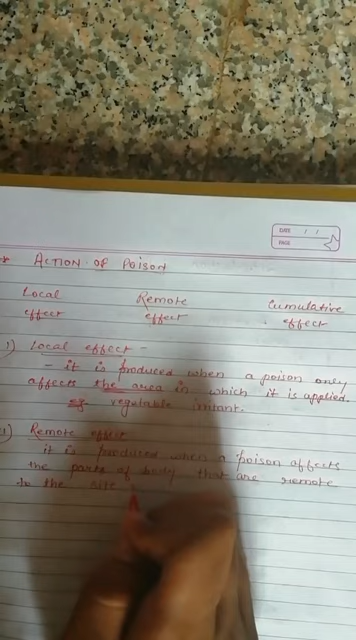 DATE / /
PAGE
* ACTION OF POISON
Local effect
Remote effect
Cumulative effect
i) Local effect -
- it is produced when a poison only
affects the area in which it is applied.
eg vegetable irritant.
ii) Remote effect
it is produced when a poison affects
the parts of body that are remote
to the site